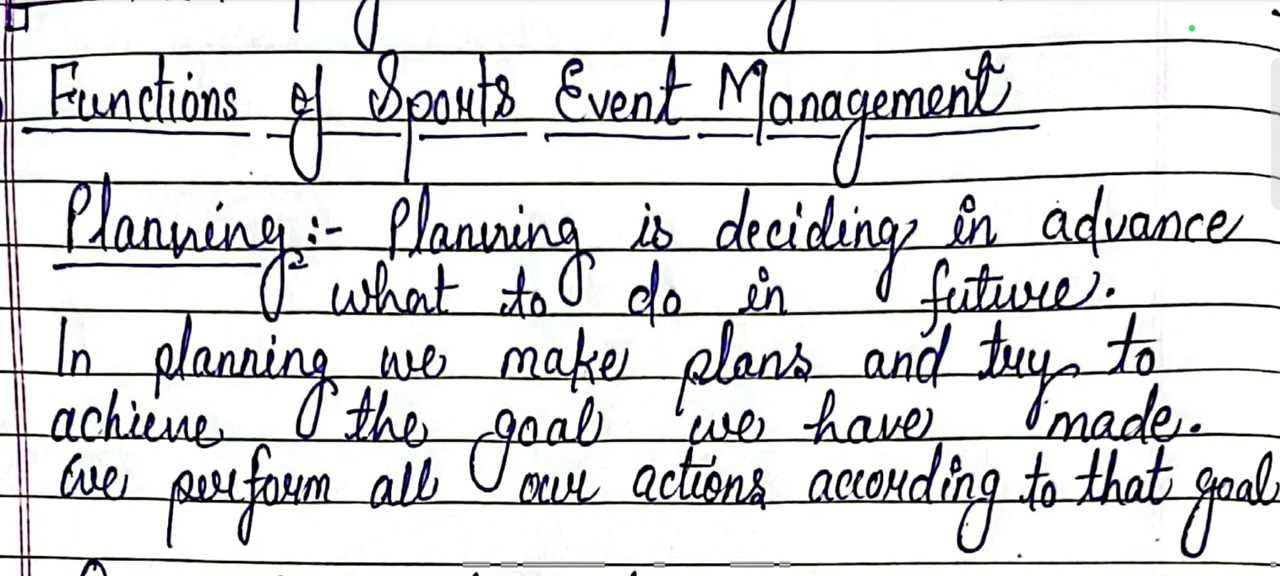 Functions of Sports Event Management
Planning:- Planning is deciding in advance
what to do in future.
In planning we make plans and try to
achieve the goal we have made.
We perform all our actions according to that goal